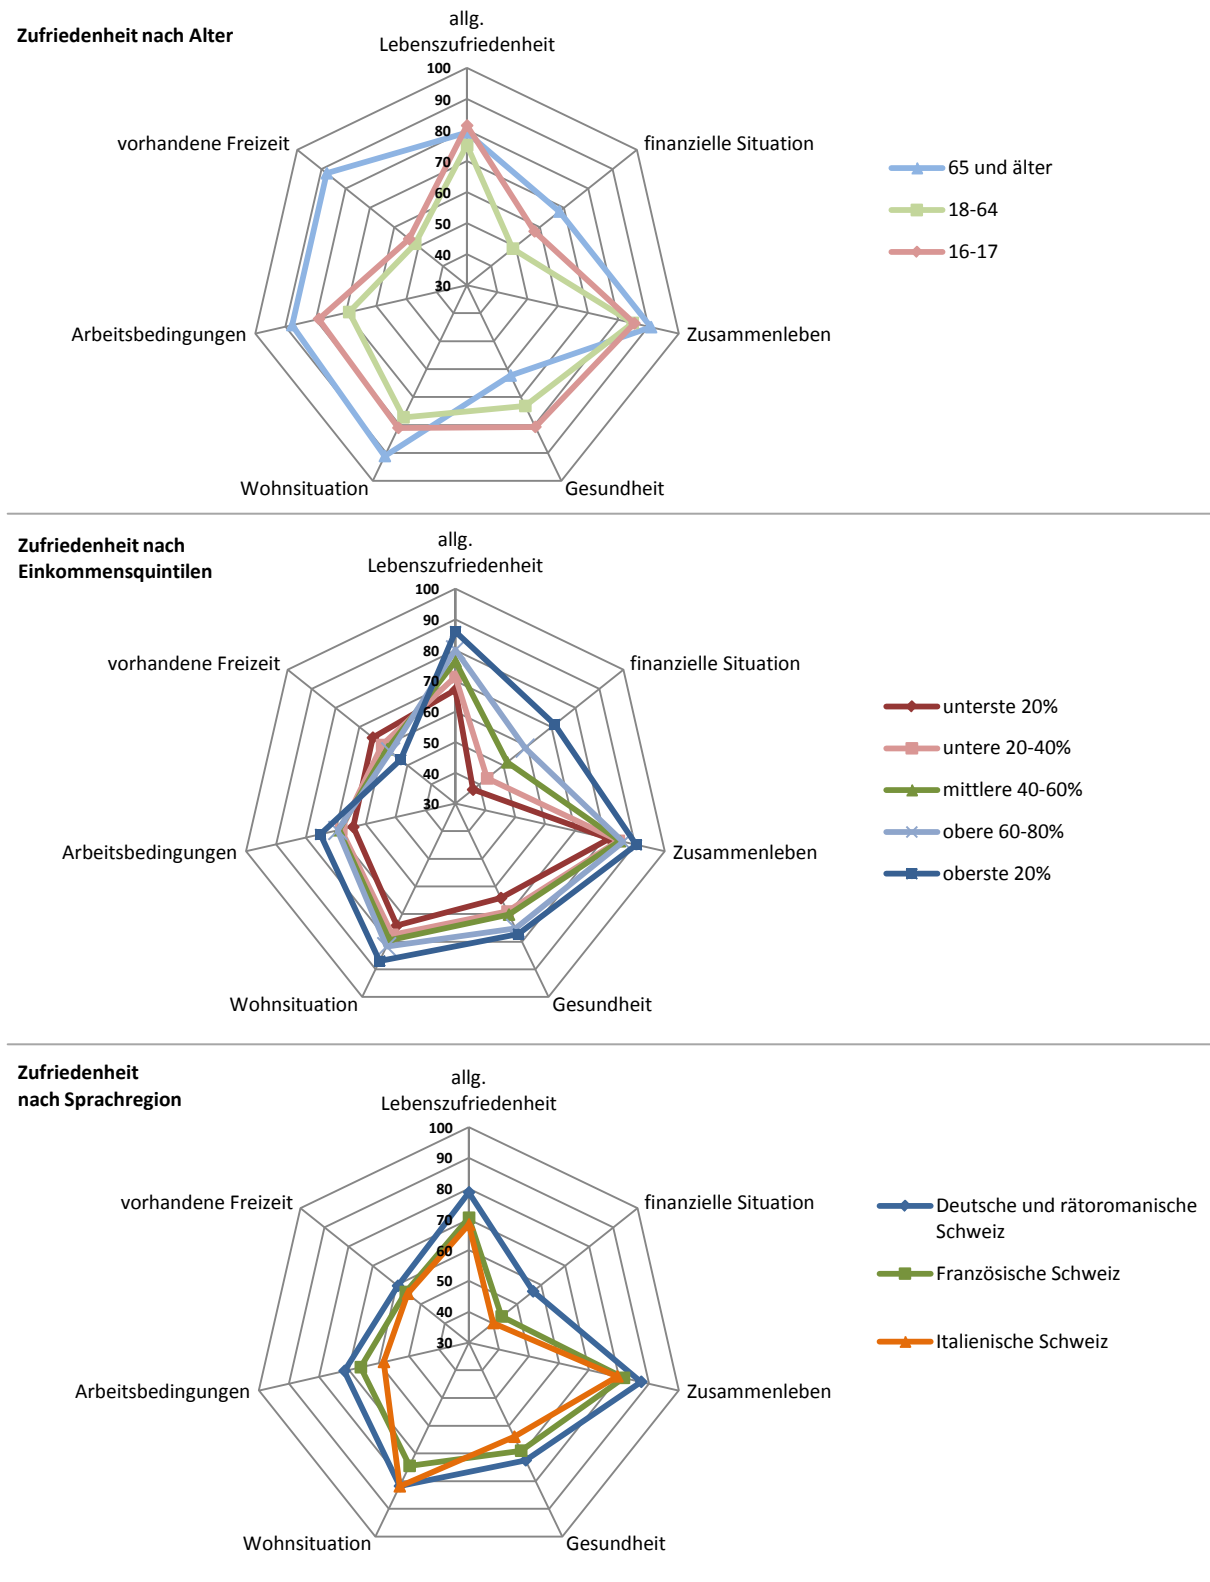 Zufriedenheit nach Alter
allg.
Lebenszufriedenheit
100
90
80
70
60
50
40
30
vorhandene Freizeit
finanzielle Situation
Arbeitsbedingungen
Zusammenleben
Wohnsituation
Gesundheit
65 und älter
18-64
16-17
Zufriedenheit nach
Einkommensquintilen
allg.
Lebenszufriedenheit
100
90
80
70
60
50
40
30
vorhandene Freizeit
finanzielle Situation
Arbeitsbedingungen
Zusammenleben
Wohnsituation
Gesundheit
unterste 20%
untere 20-40%
mittlere 40-60%
obere 60-80%
oberste 20%
Zufriedenheit
nach Sprachregion
allg.
Lebenszufriedenheit
100
90
80
70
60
50
40
30
vorhandene Freizeit
finanzielle Situation
Arbeitsbedingungen
Zusammenleben
Wohnsituation
Gesundheit
Deutsche und rätoromanische
Schweiz
Französische Schweiz
Italienische Schweiz